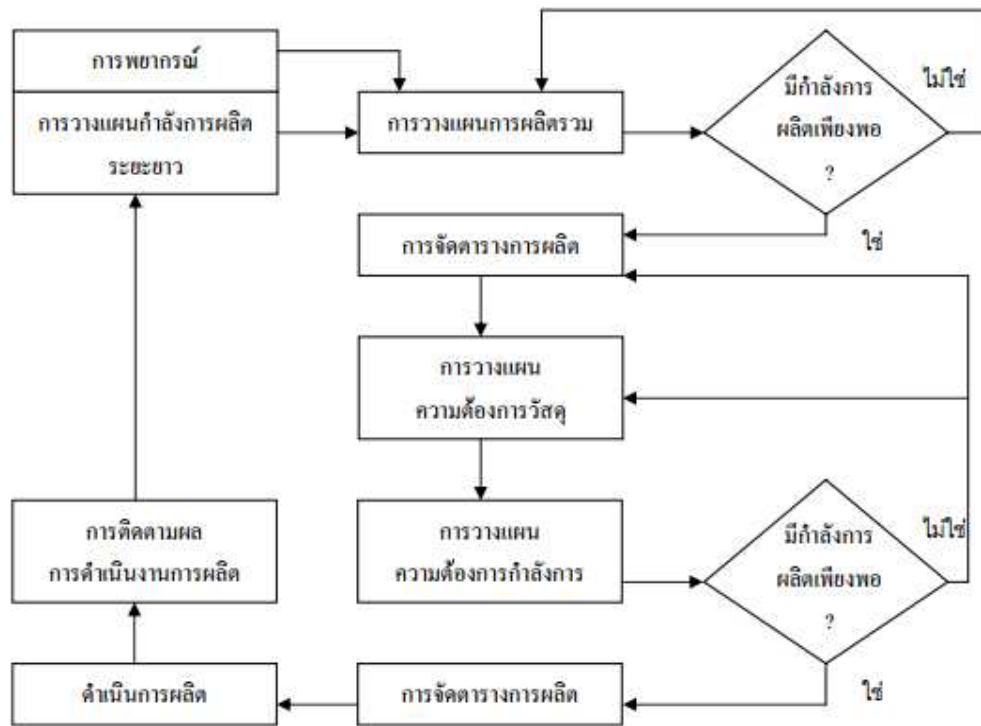 การพยากรณ์
การวางแผนกำลังการผลิต
ระยะยาว
การวางแผนการผลิตรวม
มีกำลังการ
ผลิตเพียงพอ
?
ไม่ใช่
ใช่
การจัดตารางการผลิต
การวางแผน
ความต้องการวัสดุ
การวางแผน
ความต้องการกำลังการ
มีกำลังการ
ผลิตเพียงพอ
?
ไม่ใช่
ใช่
การจัดตารางการผลิต
ดำเนินการผลิต
การติดตามผล
การดำเนินงานการผลิต